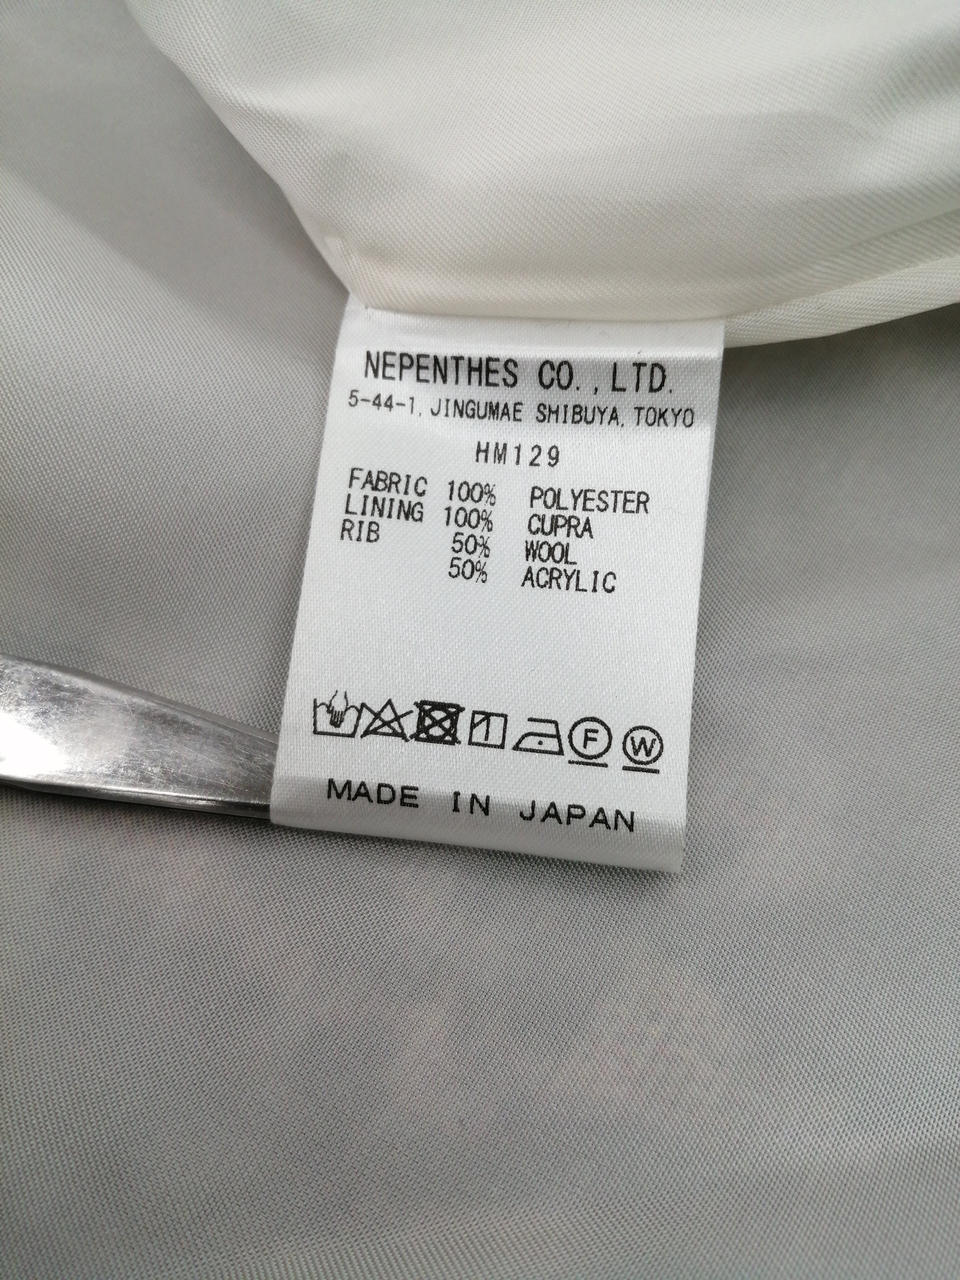 NEPENTHES CO.,LTD.
5-44-1, JINGUMAE SHIBUYA, TOKYO
HM129
FABRIC 100% POLYESTER
LINING 100% CUPRA
RIB 50% WOOL
50% ACRYLIC
F W
MADE IN JAPAN